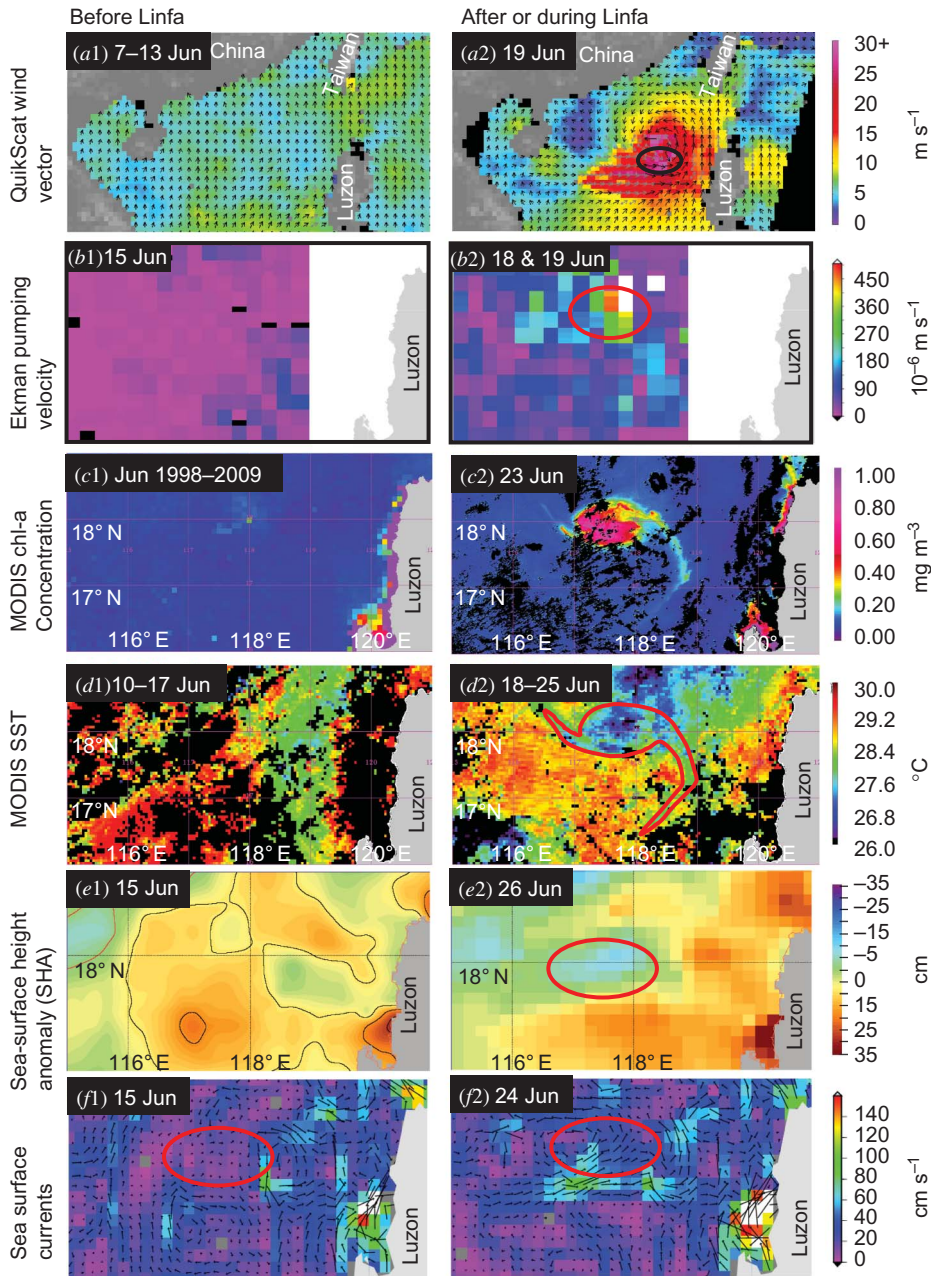 Before Linfa
After or during Linfa
QuikScat wind
vector
(a1) 7–13 Jun
China
Taiwan
Luzon
(a2) 19 Jun
China
Taiwan
Luzon
30+
25
20
15
10
5
0
m s⁻¹
Ekman pumping
velocity
(b1) 15 Jun
Luzon
(b2) 18 & 19 Jun
Luzon
450
360
270
180
90
0
10⁻⁶ m s⁻¹
MODIS chl-a
Concentration
(c1) Jun 1998–2009
18° N
17° N
116° E
118° E
120° E
Luzon
(c2) 23 Jun
18° N
17° N
116° E
118° E
120° E
Luzon
1.00
0.80
0.60
0.40
0.20
0.00
mg m⁻³
MODIS SST
(d1) 10–17 Jun
18°N
17°N
116° E
118° E
120° E
Luzon
(d2) 18–25 Jun
18°N
17°N
116° E
118° E
120° E
Luzon
30.0
29.2
28.4
27.6
26.8
26.0
°C
Sea-surface height
anomaly (SHA)
(e1) 15 Jun
18° N
116° E
118° E
Luzon
(e2) 26 Jun
18° N
116° E
118° E
Luzon
–35
–25
–15
–5
0
5
15
25
35
cm
Sea surface
currents
(f1) 15 Jun
Luzon
(f2) 24 Jun
Luzon
140
120
100
80
60
40
20
0
cm s⁻¹